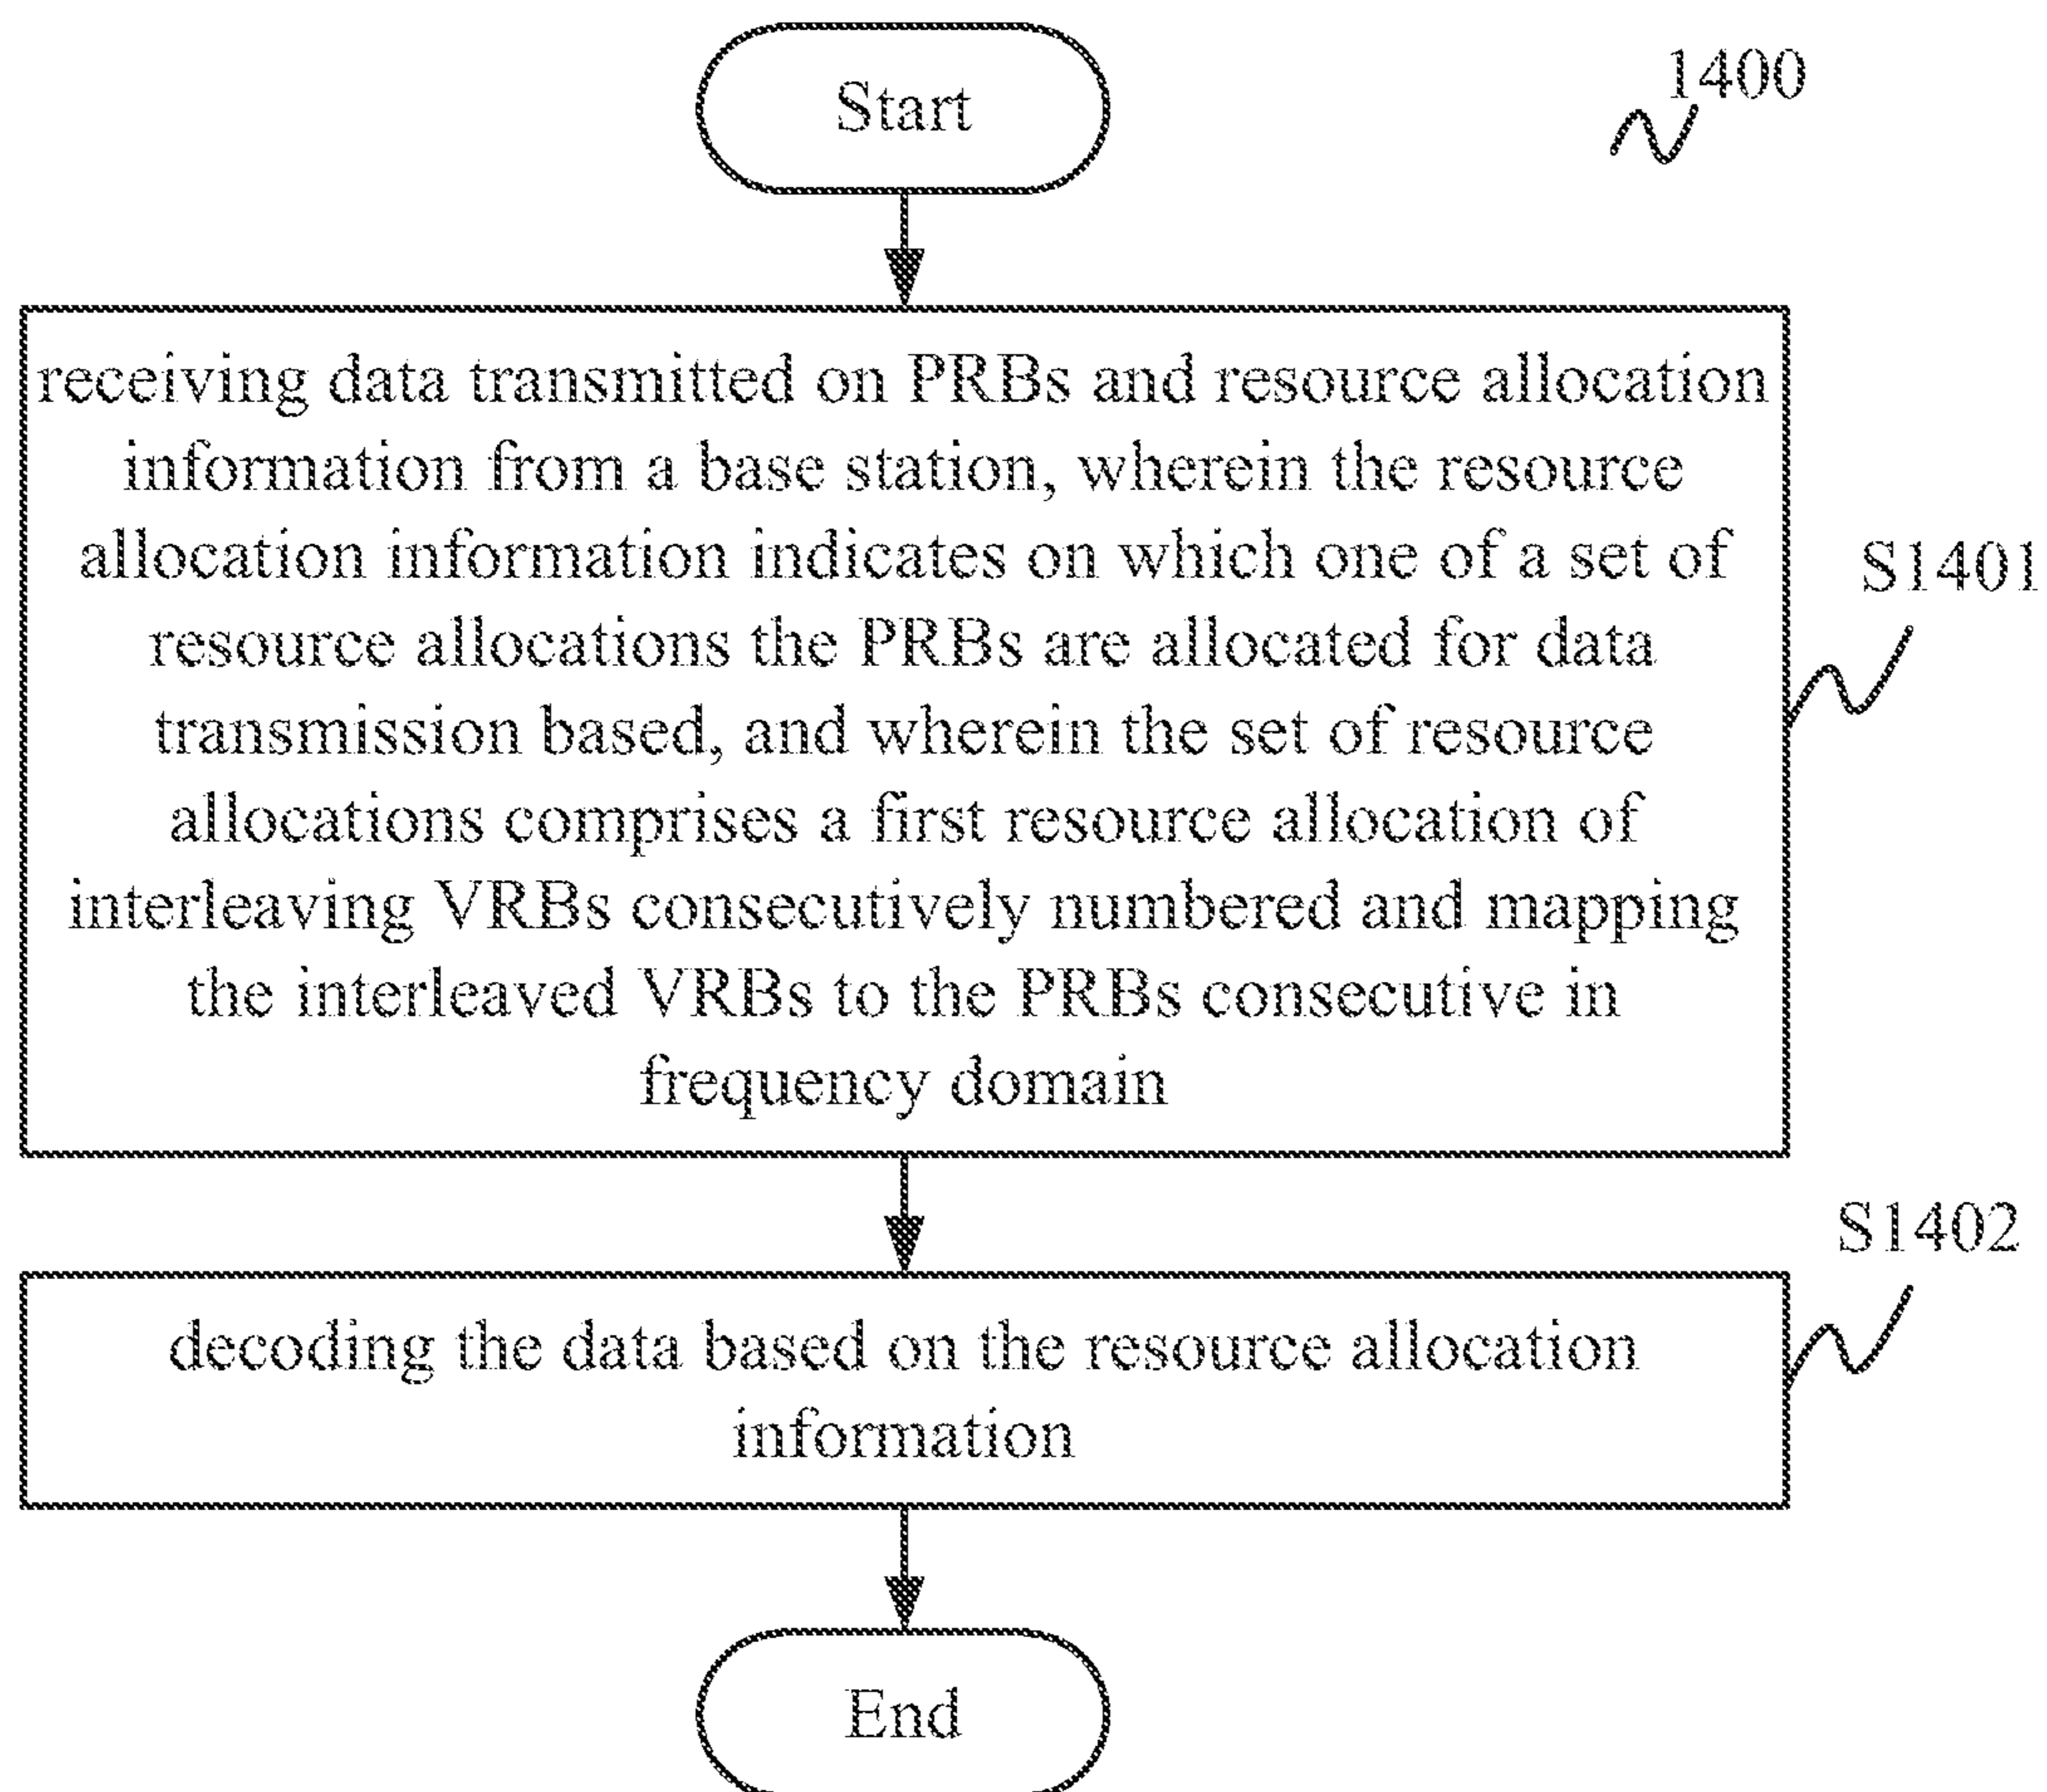 Start
1400
receiving data transmitted on PRBs and resource allocation
information from a base station, wherein the resource
allocation information indicates on which one of a set of
resource allocations the PRBs are allocated for data
transmission based, and wherein the set of resource
allocations comprises a first resource allocation of
interleaving VRBs consecutively numbered and mapping
the interleaved VRBs to the PRBs consecutive in
frequency domain
S1401
S1402
decoding the data based on the resource allocation
information
End